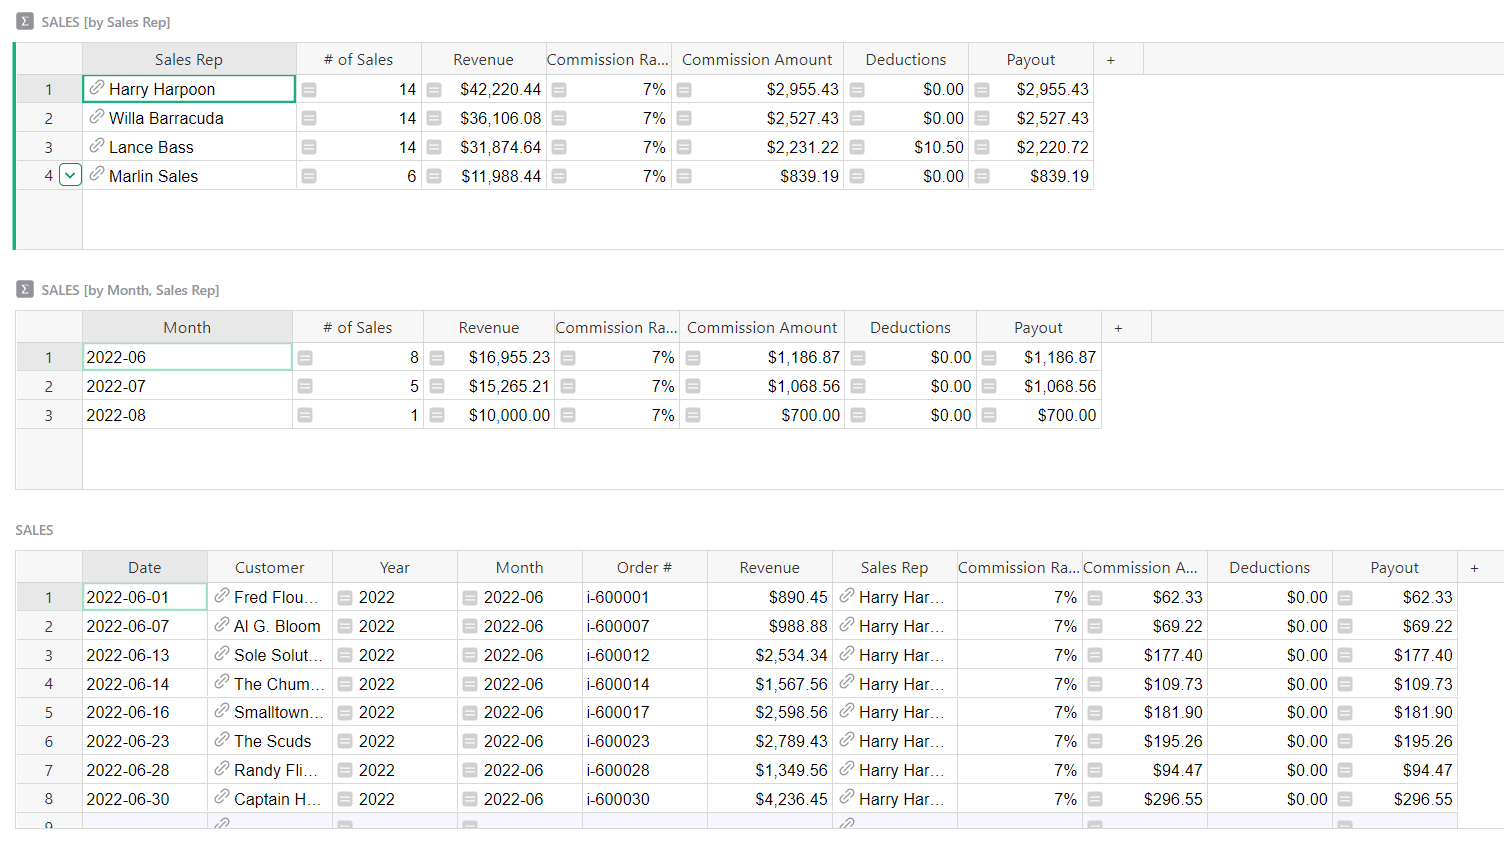 Σ SALES [by Sales Rep]
Sales Rep # of Sales Revenue Commission Ra... Commission Amount Deductions Payout +
1 Harry Harpoon = 14 = $42,220.44 = 7% = $2,955.43 = $0.00 = $2,955.43
2 Willa Barracuda = 14 = $36,106.08 = 7% = $2,527.43 = $0.00 = $2,527.43
3 Lance Bass = 14 = $31,874.64 = 7% = $2,231.22 = $10.50 = $2,220.72
4 Marlin Sales = 6 = $11,988.44 = 7% = $839.19 = $0.00 = $839.19
Σ SALES [by Month, Sales Rep]
Month # of Sales Revenue Commission Ra... Commission Amount Deductions Payout +
1 2022-06 = 8 = $16,955.23 = 7% = $1,186.87 = $0.00 = $1,186.87
2 2022-07 = 5 = $15,265.21 = 7% = $1,068.56 = $0.00 = $1,068.56
3 2022-08 = 1 = $10,000.00 = 7% = $700.00 = $0.00 = $700.00
SALES
Date Customer Year Month Order # Revenue Sales Rep Commission Ra... Commission A... Deductions Payout +
1 2022-06-01 Fred Flou... = 2022 = 2022-06 i-600001 $890.45 Harry Har... 7% = $62.33 $0.00 = $62.33
2 2022-06-07 Al G. Bloom = 2022 = 2022-06 i-600007 $988.88 Harry Har... 7% = $69.22 $0.00 = $69.22
3 2022-06-13 Sole Solut... = 2022 = 2022-06 i-600012 $2,534.34 Harry Har... 7% = $177.40 $0.00 = $177.40
4 2022-06-14 The Chum... = 2022 = 2022-06 i-600014 $1,567.56 Harry Har... 7% = $109.73 $0.00 = $109.73
5 2022-06-16 Smalltown... = 2022 = 2022-06 i-600017 $2,598.56 Harry Har... 7% = $181.90 $0.00 = $181.90
6 2022-06-23 The Scuds = 2022 = 2022-06 i-600023 $2,789.43 Harry Har... 7% = $195.26 $0.00 = $195.26
7 2022-06-28 Randy Fli... = 2022 = 2022-06 i-600028 $1,349.56 Harry Har... 7% = $94.47 $0.00 = $94.47
8 2022-06-30 Captain H... = 2022 = 2022-06 i-600030 $4,236.45 Harry Har... 7% = $296.55 $0.00 = $296.55
9